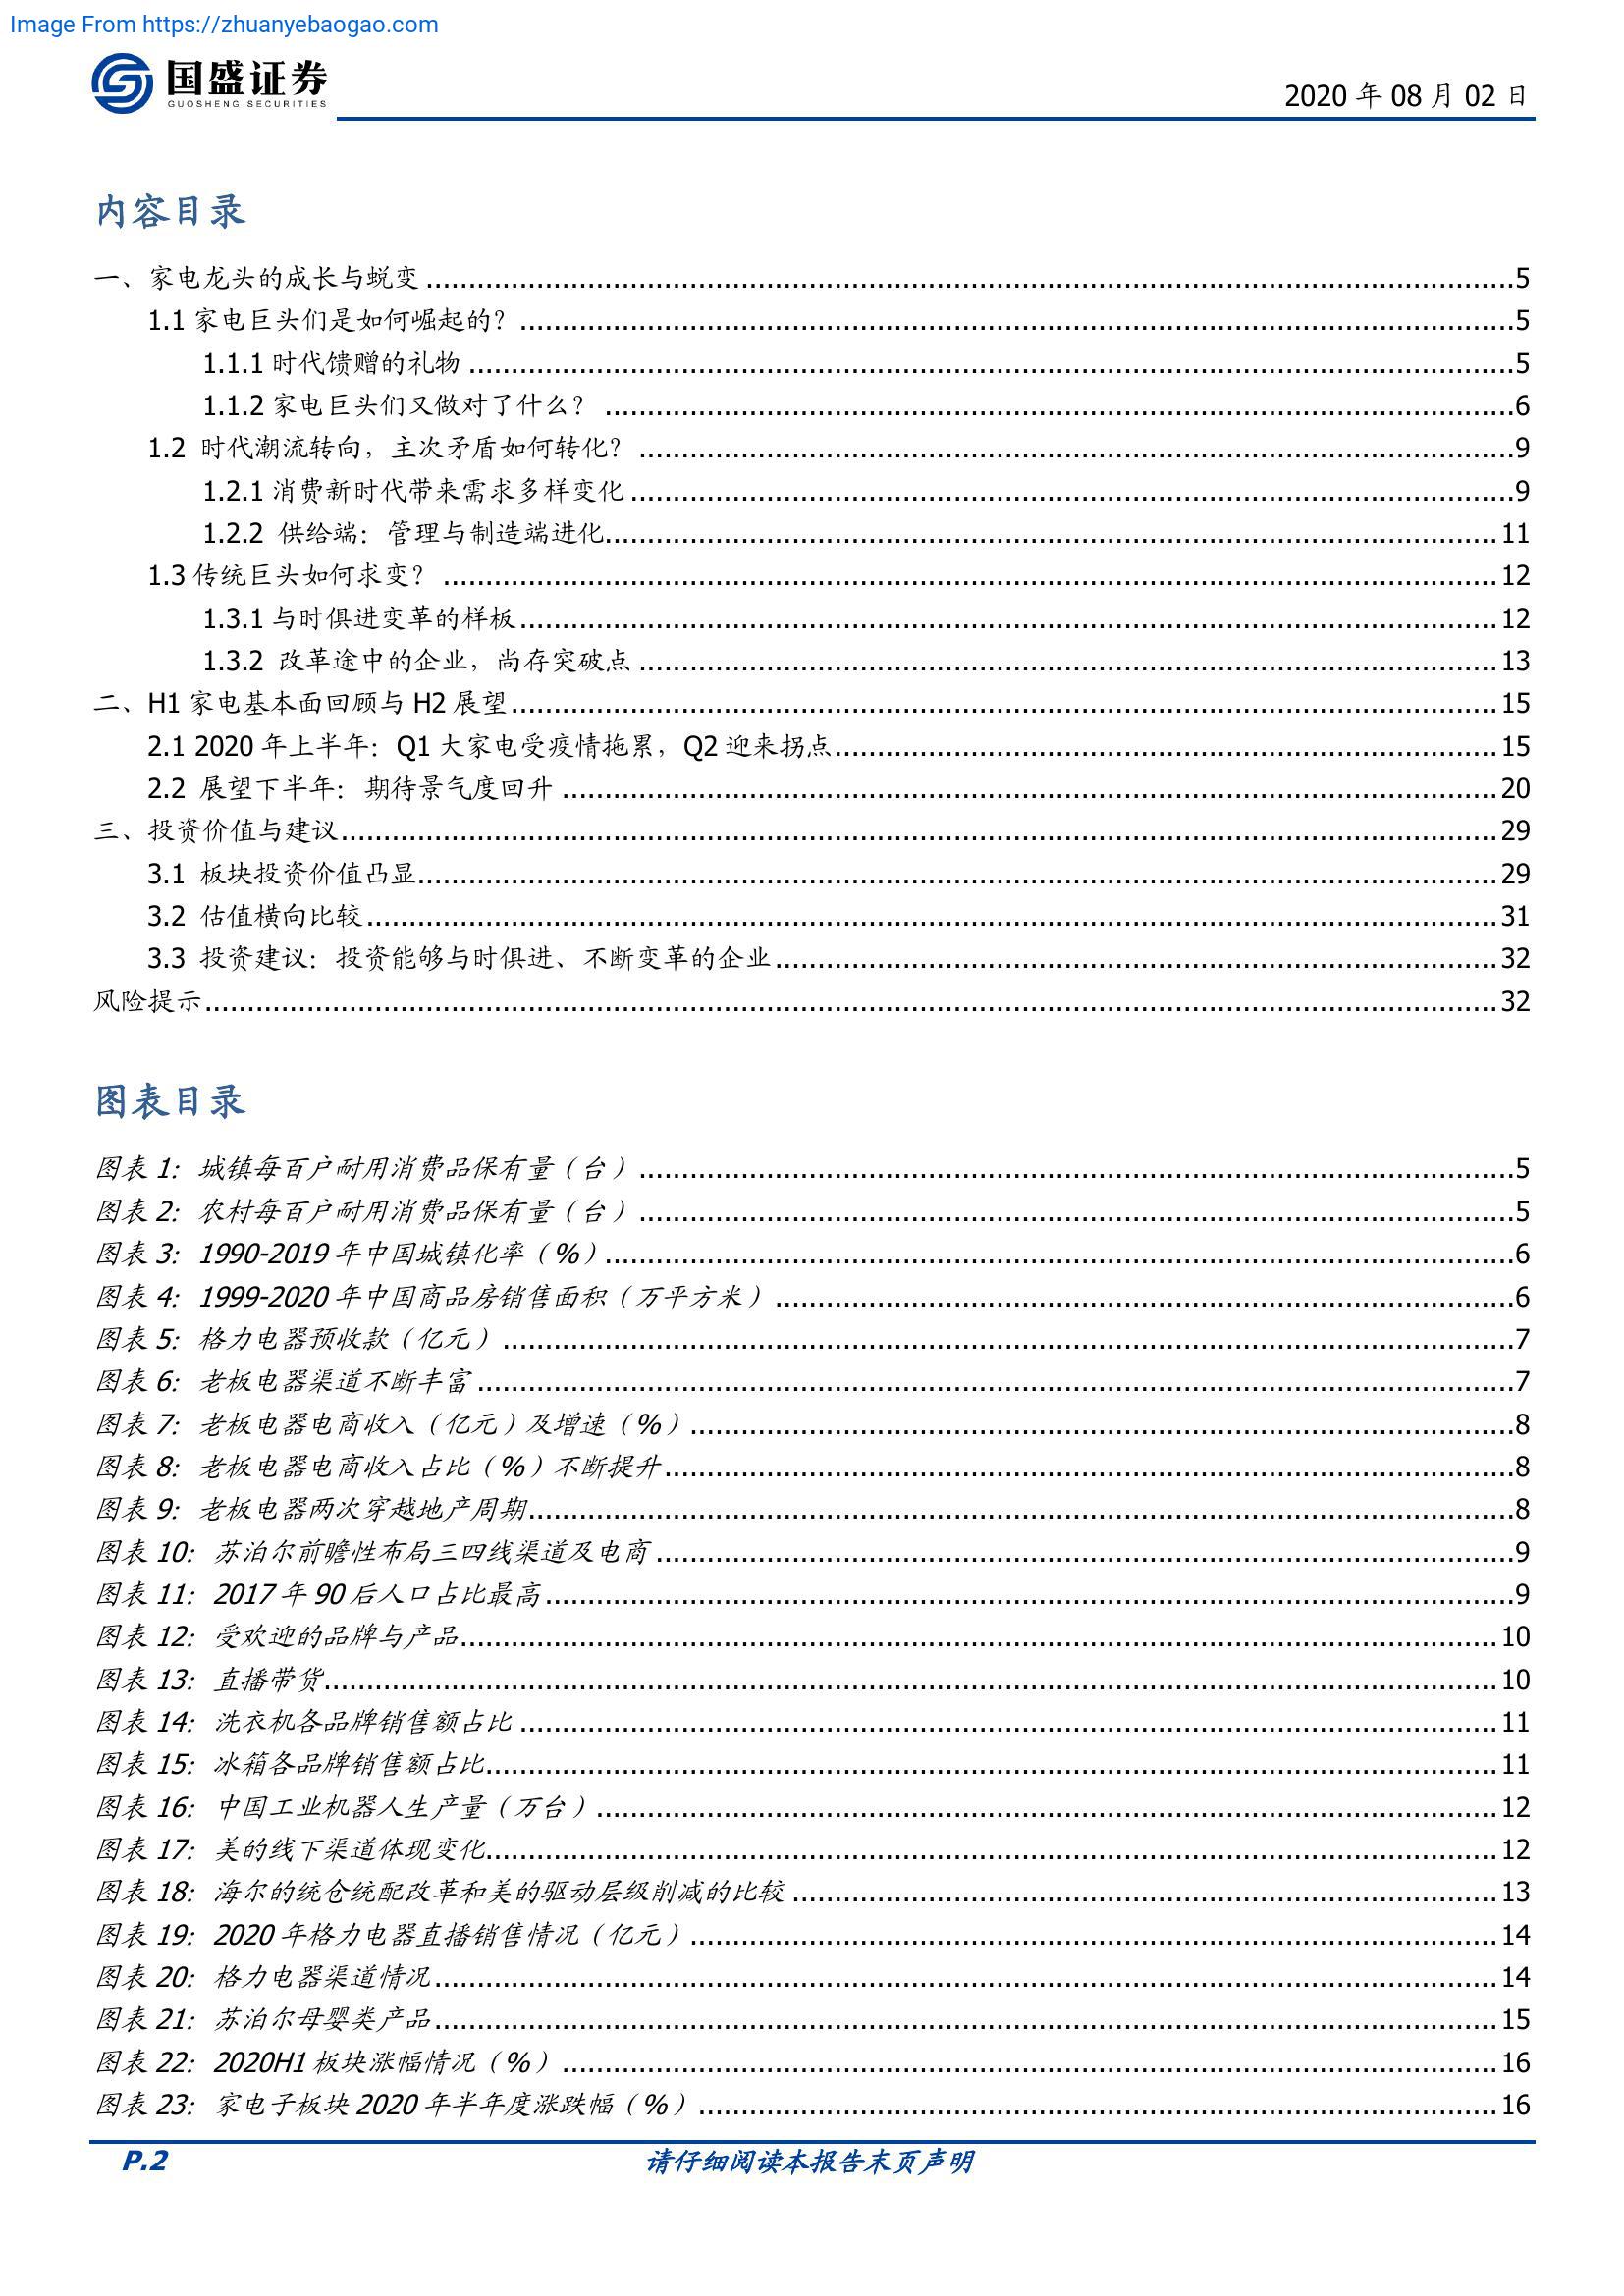 Image From https://zhuanyebaogao.com
国盛证券
GUOSHENG SECURITIES
2020 年 08 月 02 日
内容目录
一、家电龙头的成长与蜕变 ........ 5
1.1 家电巨头们是如何崛起的？ ........ 5
1.1.1 时代馈赠的礼物 ........ 5
1.1.2 家电巨头们又做对了什么？ ........ 6
1.2 时代潮流转向，主次矛盾如何转化？ ........ 9
1.2.1 消费新时代带来需求多样变化 ........ 9
1.2.2 供给端：管理与制造端进化 ........ 11
1.3 传统巨头如何求变？ ........ 12
1.3.1 与时俱进变革的样板 ........ 12
1.3.2 改革途中的企业，尚存突破点 ........ 13
二、H1 家电基本面回顾与 H2 展望 ........ 15
2.1 2020 年上半年：Q1 大家电受疫情拖累，Q2 迎来拐点 ........ 15
2.2 展望下半年：期待景气度回升 ........ 20
三、投资价值与建议 ........ 29
3.1 板块投资价值凸显 ........ 29
3.2 估值横向比较 ........ 31
3.3 投资建议：投资能够与时俱进、不断变革的企业 ........ 32
风险提示 ........ 32
图表目录
图表 1：城镇每百户耐用消费品保有量（台） ........ 5
图表 2：农村每百户耐用消费品保有量（台） ........ 5
图表 3：1990-2019 年中国城镇化率（%） ........ 6
图表 4：1999-2020 年中国商品房销售面积（万平方米） ........ 6
图表 5：格力电器预收款（亿元） ........ 7
图表 6：老板电器渠道不断丰富 ........ 7
图表 7：老板电器电商收入（亿元）及增速（%） ........ 8
图表 8：老板电器电商收入占比（%）不断提升 ........ 8
图表 9：老板电器两次穿越地产周期 ........ 8
图表 10：苏泊尔前瞻性布局三四线渠道及电商 ........ 9
图表 11：2017 年 90 后人口占比最高 ........ 9
图表 12：受欢迎的品牌与产品 ........ 10
图表 13：直播带货 ........ 10
图表 14：洗衣机各品牌销售额占比 ........ 11
图表 15：冰箱各品牌销售额占比 ........ 11
图表 16：中国工业机器人生产量（万台） ........ 12
图表 17：美的线下渠道体现变化 ........ 12
图表 18：海尔的统仓统配改革和美的驱动层级削减的比较 ........ 13
图表 19：2020 年格力电器直播销售情况（亿元） ........ 14
图表 20：格力电器渠道情况 ........ 14
图表 21：苏泊尔母婴类产品 ........ 15
图表 22：2020H1 板块涨幅情况（%） ........ 16
图表 23：家电子板块 2020 年半年度涨跌幅（%） ........ 16
P.2
请仔细阅读本报告末页声明